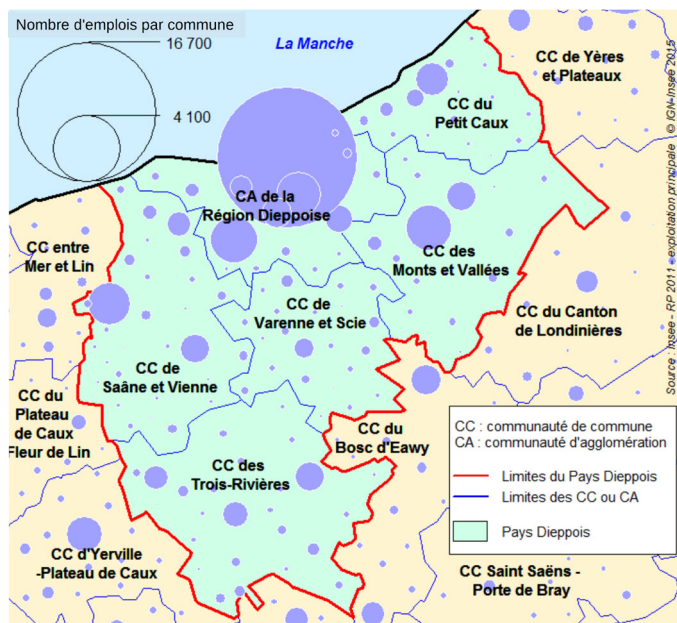 Nombre d'emplois par commune
16 700
4 100
La Manche
CC de Yères
et Plateaux
CC du
Petit Caux
CA de la
Région Dieppoise
CC entre
Mer et Lin
CC des
Monts et Vallées
CC de
Varenne et Scie
CC du Canton
de Londinières
CC de
Saâne et Vienne
CC du
Plateau
de Caux
Fleur de Lin
CC du
Bosc d'Eawy
CC des
Trois-Rivières
CC d'Yerville
-Plateau de Caux
CC Saint Saëns -
Porte de Bray
CC : communauté de commune
CA : communauté d'agglomération
Limites du Pays Dieppois
Limites des CC ou CA
Pays Dieppois
Source : Insee - RP 2011 - exploitation principale © IGN-Insee 2015